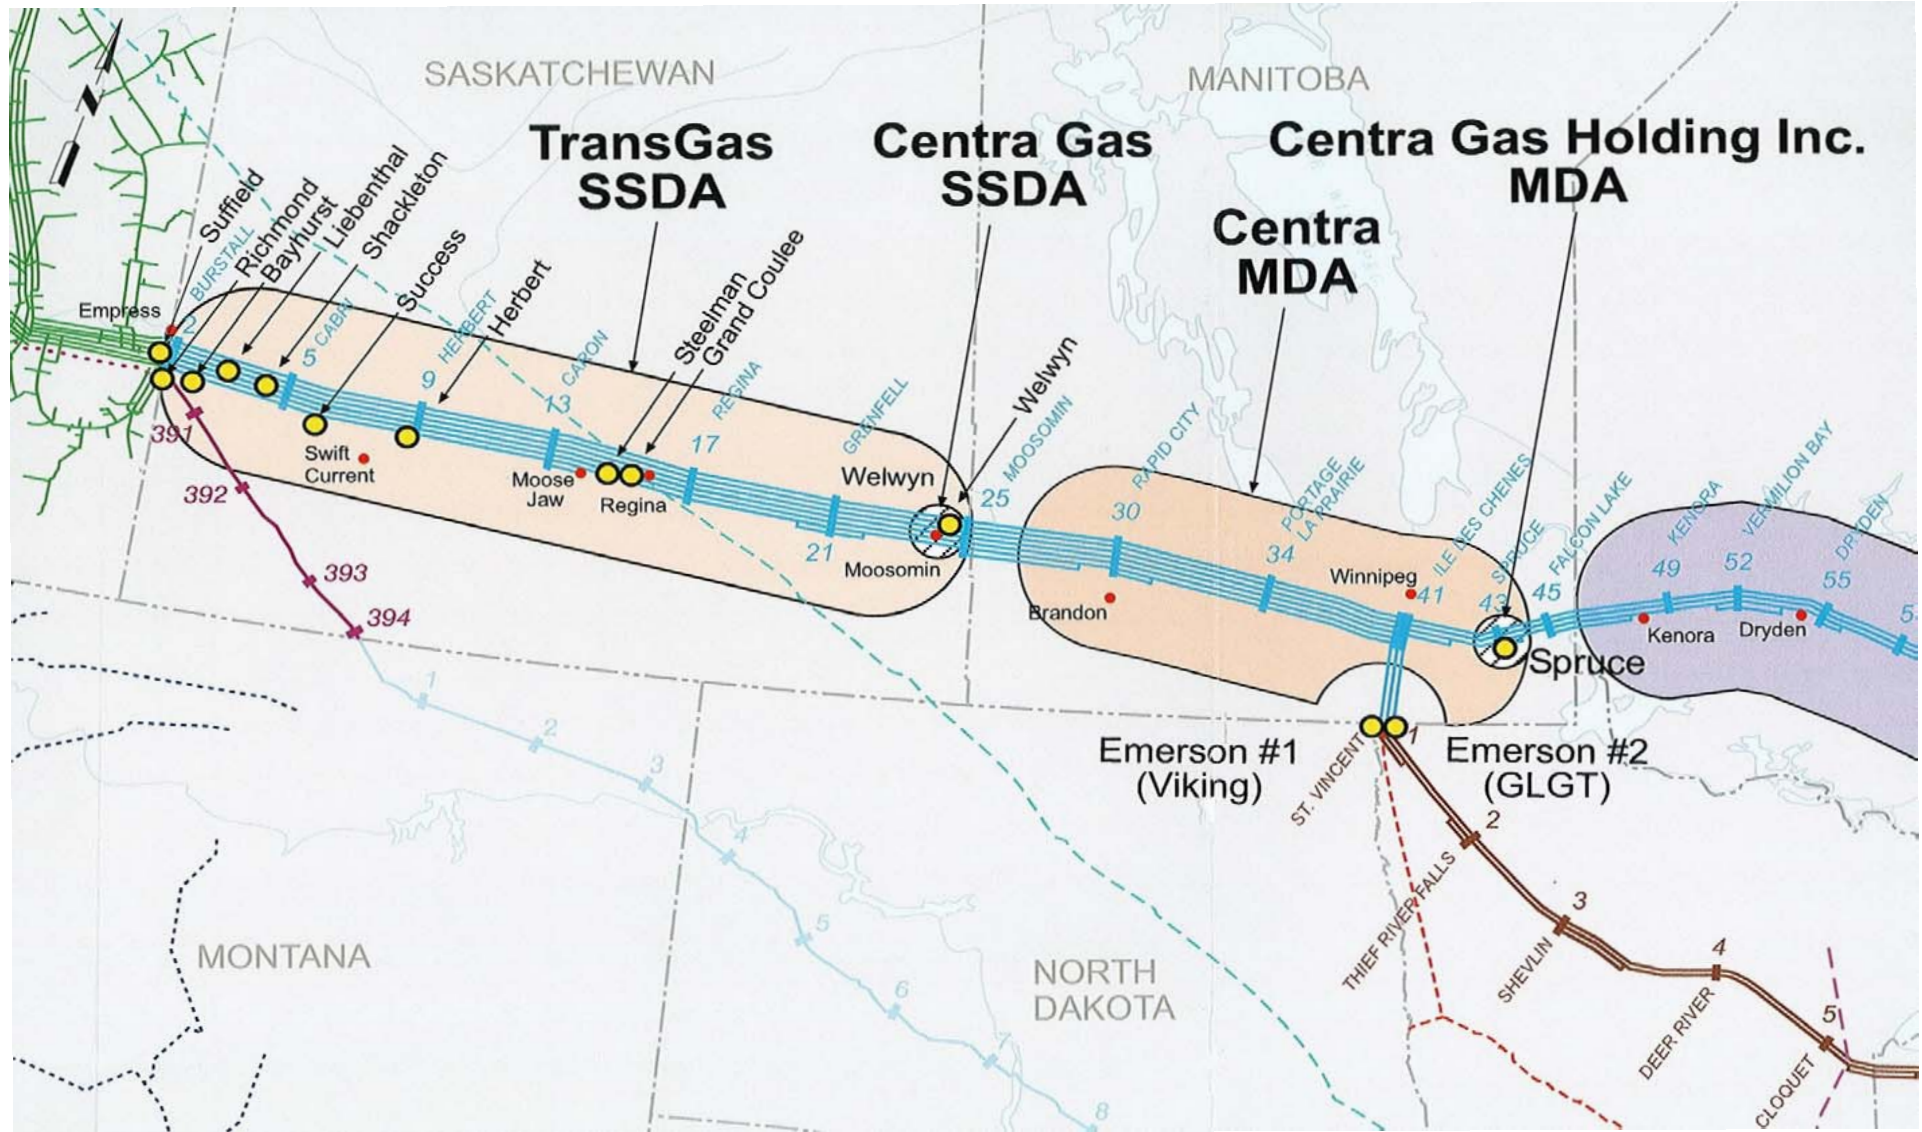 SASKATCHEWAN
MANITOBA
TransGas
SSDA
Centra Gas
SSDA
Centra Gas Holding Inc.
MDA
Centra
MDA
N
Suffield
BURSTALL
Richmond
Bayhurst
Liebenthal
Shackleton
Success
Herbert
Steelman
Grand Coulee
Welwyn
Empress
2
5
CABRI
9
HERBERT
13
CARON
17
REGINA
21
GRENFELL
25
MOOSOMIN
30
RAPID CITY
34
PORTAGE
LA PRAIRIE
41
ILE DES CHENES
43
SPRUCE
45
FALCON LAKE
49
KENORA
52
VERMILION BAY
55
DRYDEN
Swift
Current
Moose
Jaw
Regina
Welwyn
Moosomin
Brandon
Winnipeg
Spruce
Kenora
Dryden
391
392
393
394
1
2
3
4
5
6
7
8
Emerson #1
(Viking)
Emerson #2
(GLGT)
1
ST. VINCENT
2
THIEF RIVER FALLS
3
SHEVLIN
4
DEER RIVER
5
CLOQUET
MONTANA
NORTH
DAKOTA